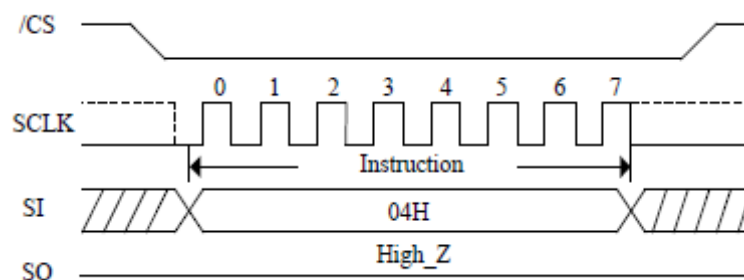 /CS
0 1 2 3 4 5 6 7
SCLK
Instruction
SI
04H
High_Z
SO